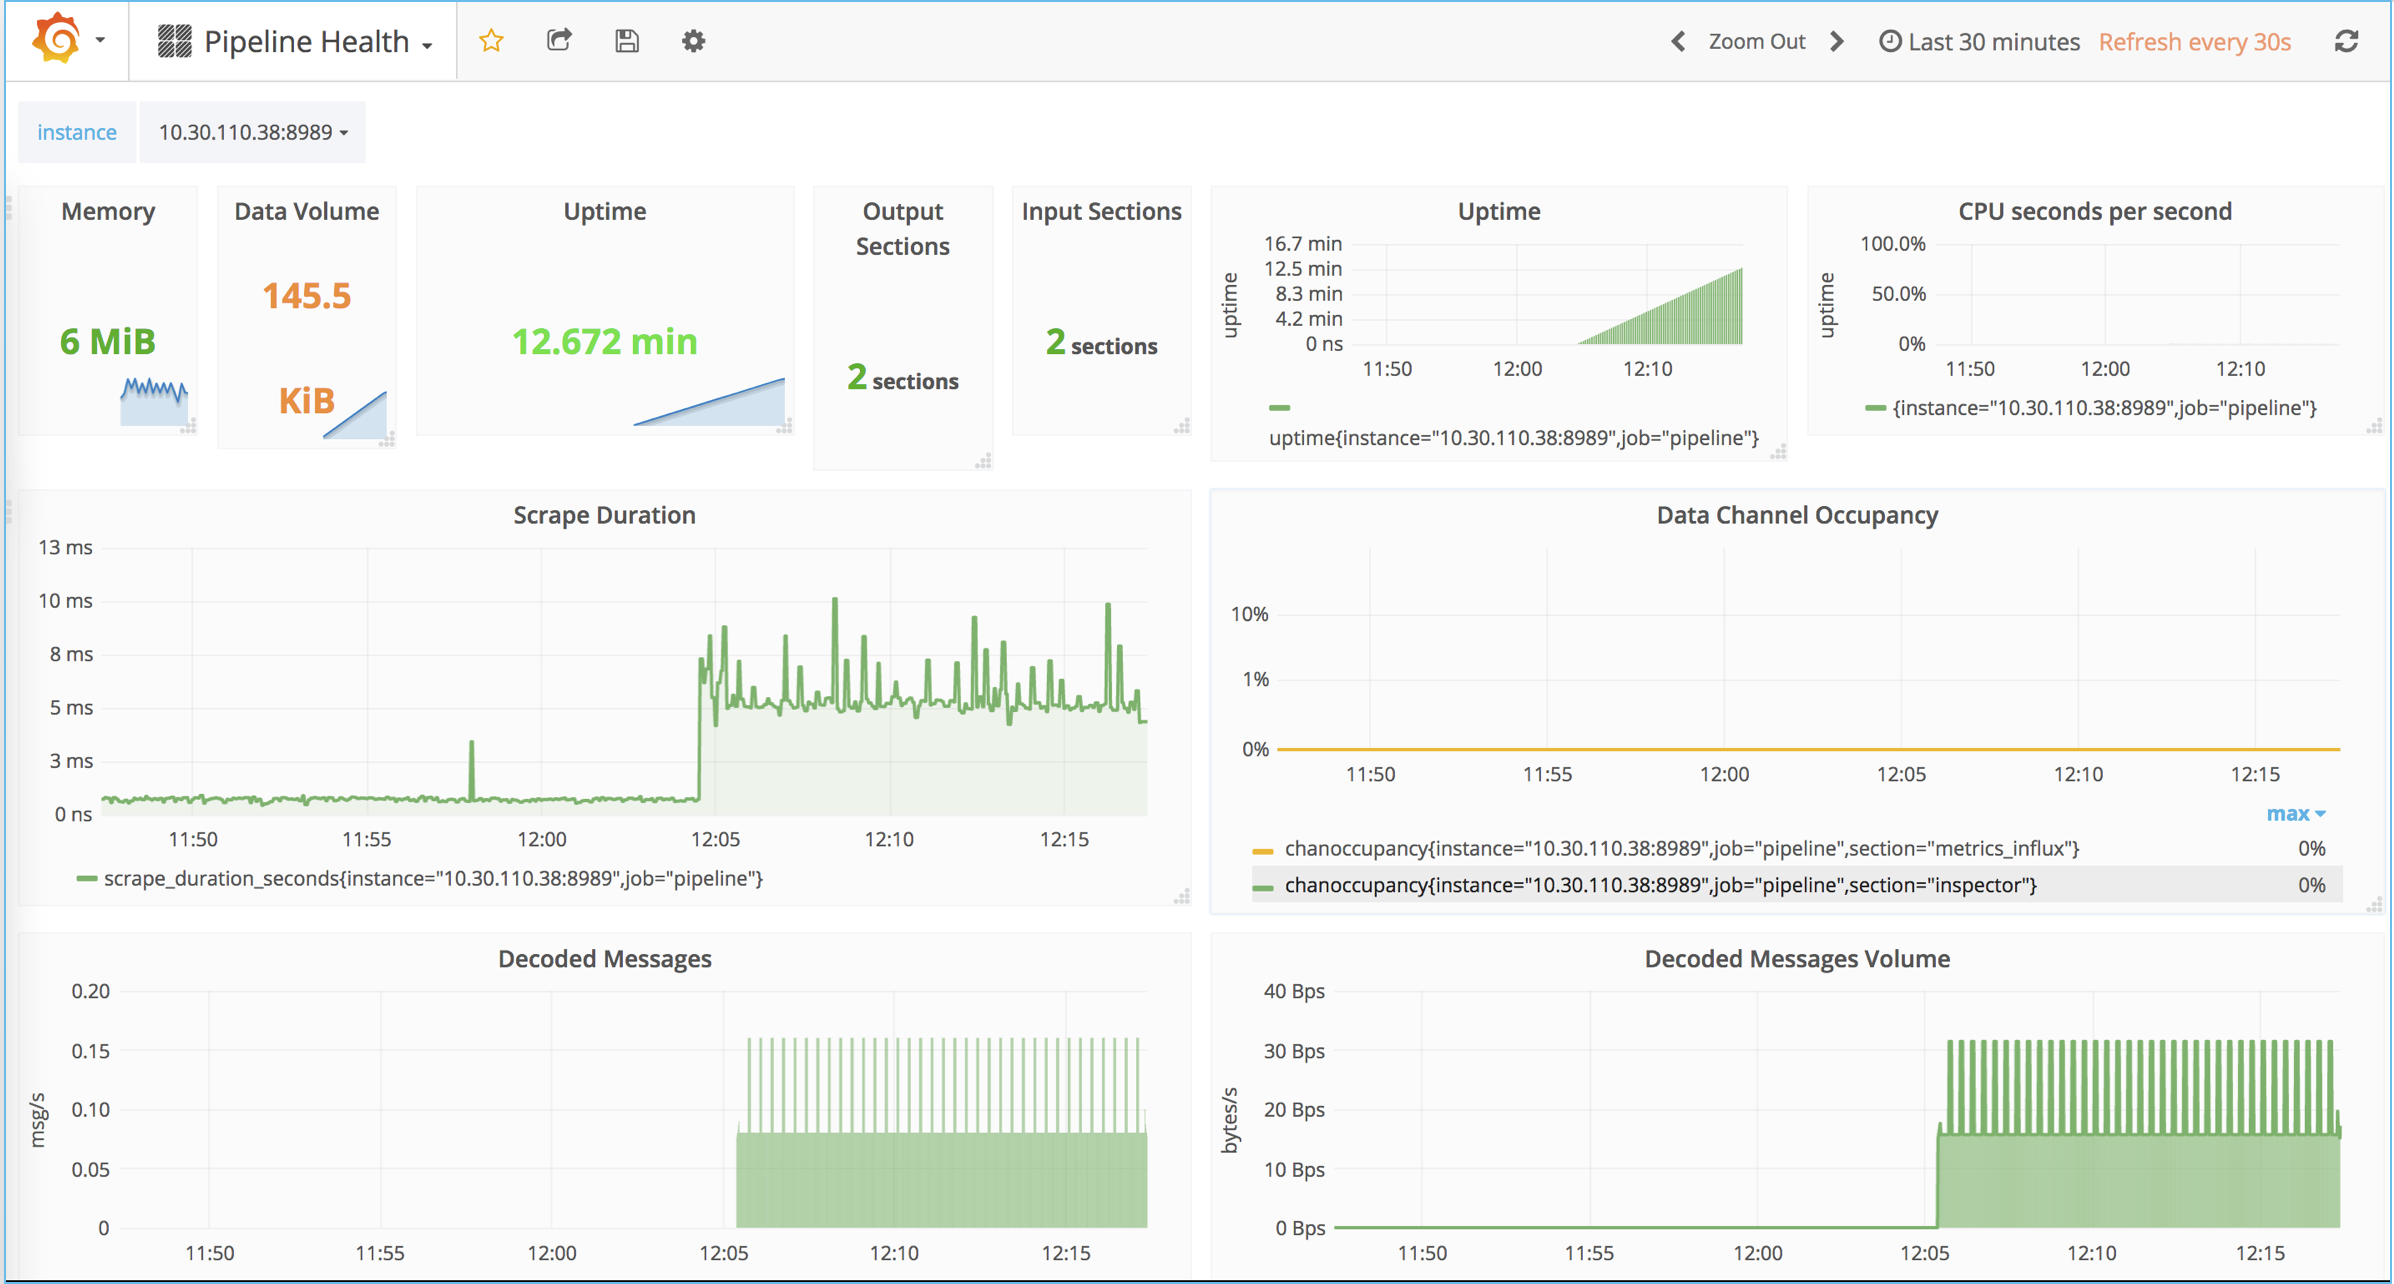 Pipeline Health
Zoom Out
Last 30 minutes
Refresh every 30s
instance
10.30.110.38:8989
Memory
6 MiB
Data Volume
145.5
KiB
Uptime
12.672 min
Output
Sections
2 sections
Input Sections
2 sections
Uptime
uptime
16.7 min
12.5 min
8.3 min
4.2 min
0 ns
11:50 12:00 12:10
uptime{instance="10.30.110.38:8989",job="pipeline"}
CPU seconds per second
uptime
100.0%
50.0%
0%
11:50 12:00 12:10
{instance="10.30.110.38:8989",job="pipeline"}
Scrape Duration
13 ms
10 ms
8 ms
5 ms
3 ms
0 ns
11:50 11:55 12:00 12:05 12:10 12:15
scrape_duration_seconds{instance="10.30.110.38:8989",job="pipeline"}
Data Channel Occupancy
10%
1%
0%
11:50 11:55 12:00 12:05 12:10 12:15
max
chanoccupancy{instance="10.30.110.38:8989",job="pipeline",section="metrics_influx"} 0%
chanoccupancy{instance="10.30.110.38:8989",job="pipeline",section="inspector"} 0%
Decoded Messages
msg/s
0.20
0.15
0.10
0.05
0
11:50 11:55 12:00 12:05 12:10 12:15
Decoded Messages Volume
bytes/s
40 Bps
30 Bps
20 Bps
10 Bps
0 Bps
11:50 11:55 12:00 12:05 12:10 12:15